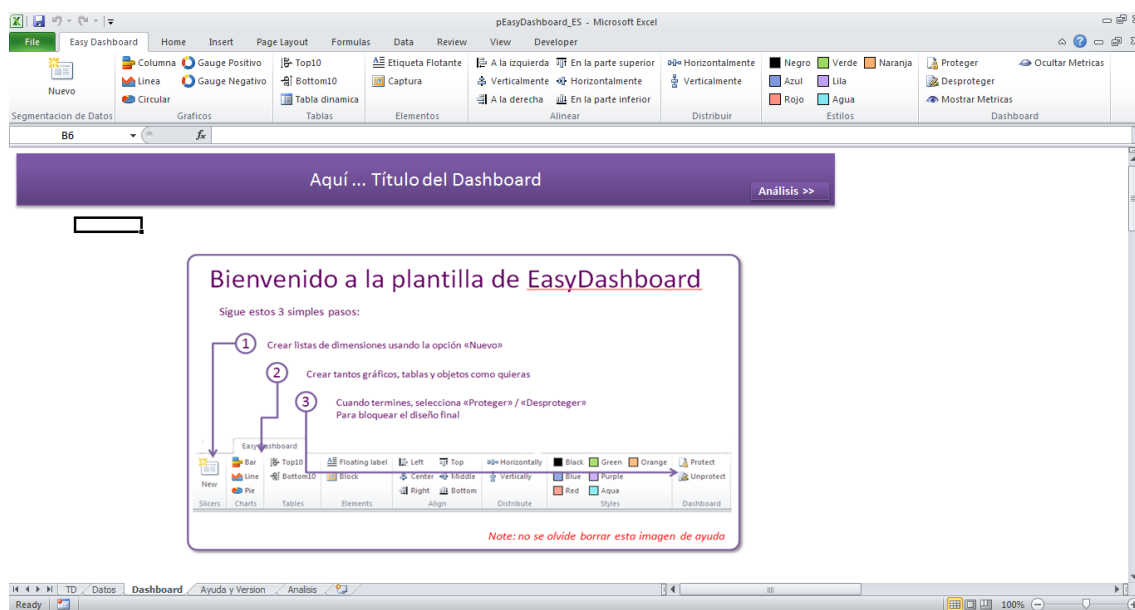 pEasyDashboard_ES - Microsoft Excel
File Easy Dashboard Home Insert Page Layout Formulas Data Review View Developer
Nuevo
Segmentacion de Datos
Columna Gauge Positivo
Linea Gauge Negativo
Circular
Graficos
Top10
Bottom10
Tabla dinamica
Tablas
Etiqueta Flotante
Captura
Elementos
A la izquierda En la parte superior
Verticalmente Horizontalmente
A la derecha En la parte inferior
Alinear
Horizontalmente
Verticalmente
Distribuir
Negro Verde Naranja
Azul Lila
Rojo Agua
Estilos
Proteger Ocultar Metricas
Desproteger
Mostrar Metricas
Dashboard
B6 fx
Aquí ... Título del Dashboard
Análisis >>
Bienvenido a la plantilla de EasyDashboard
Sigue estos 3 simples pasos:
1 Crear listas de dimensiones usando la opción «Nuevo»
2 Crear tantos gráficos, tablas y objetos como quieras
3 Cuando termines, selecciona «Proteger» / «Desproteger»
Para bloquear el diseño final
EasyDashboard
New
Slicers
Bar
Line
Pie
Charts
Top10
Bottom10
Tables
Floating label
Block
Elements
Left Top
Center Middle
Right Bottom
Align
Horizontally
Vertically
Distribute
Black Green Orange
Blue Purple
Red Aqua
Styles
Protect
Unprotect
Dashboard
Note: no se olvide borrar esta imagen de ayuda
TD Datos Dashboard Ayuda y Version Analisis
Ready 100%